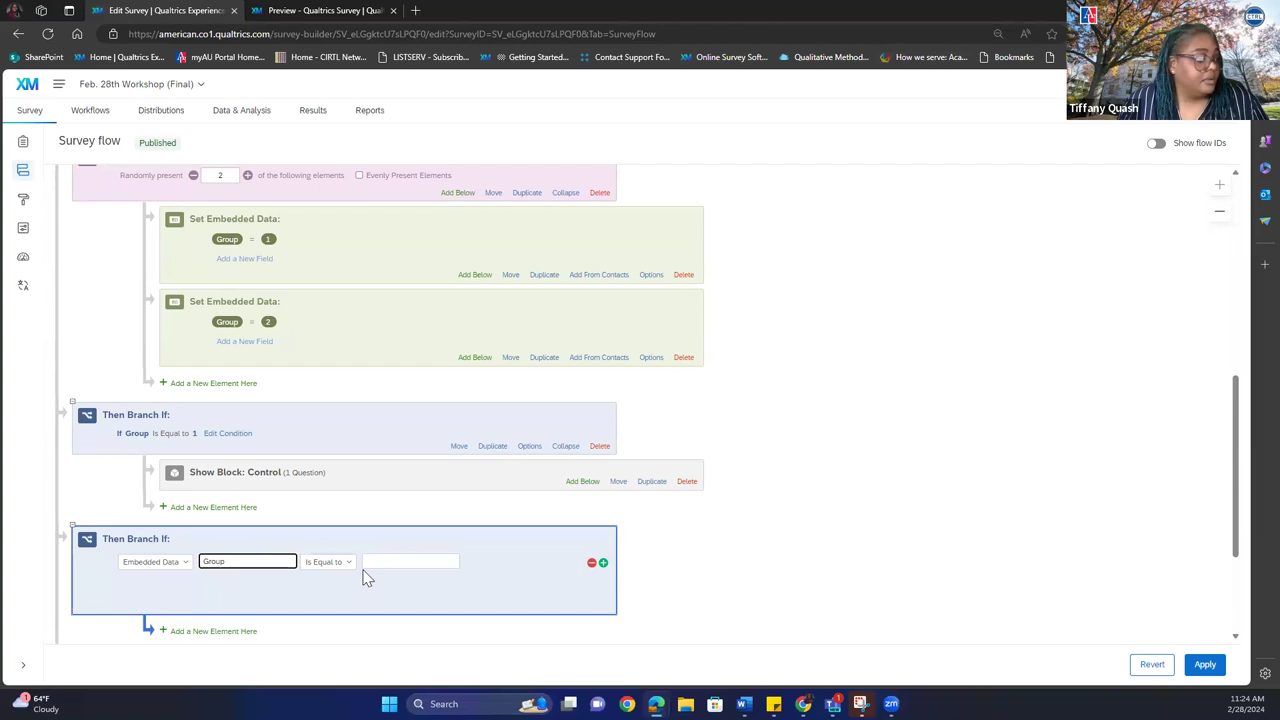 Edit Survey | Qualtrics Experien
Preview - Survey | Qualtrics Ex
https://american.co1.qualtrics.com/survey-builder/SV_eLGgktcU7sLPQF0/edit?SurveyID=SV_eLGgktcU7sLPQF0&Tab=SurveyFlow
SharePoint
myAU Portal Home...
Home - CIRTL Netw...
LISTSERV - Subscrib...
Getting Started...
Contact Support Fo...
Online Survey Soft...
Qualitative Method...
How we serve: Aca...
Bookmarks
CTRL
Tiffany Quash
XM
Feb. 28th Workshop (Final)
Survey
Workflows
Distributions
Data & Analysis
Results
Reports
Survey flow
Published
Show flow IDs
Randomly present
2
of the following elements
Evenly Present Elements
Add Below Move Duplicate Collapse Delete
Set Embedded Data:
Group = 1
Add a New Field
Add Below Move Duplicate Add From Contacts Options Delete
Set Embedded Data:
Group = 2
Add a New Field
Add Below Move Duplicate Add From Contacts Options Delete
+ Add a New Element Here
Then Branch If:
If Group Is Equal to 1 Edit Condition
Move Duplicate Options Collapse Delete
Show Block: Control (1 Question)
Add Below Move Duplicate Delete
+ Add a New Element Here
Then Branch If:
Embedded Data
Group
Is Equal to
+ Add a New Element Here
Revert
Apply
1
64°F
Cloudy
Search
1
11:24 AM
2/28/2024